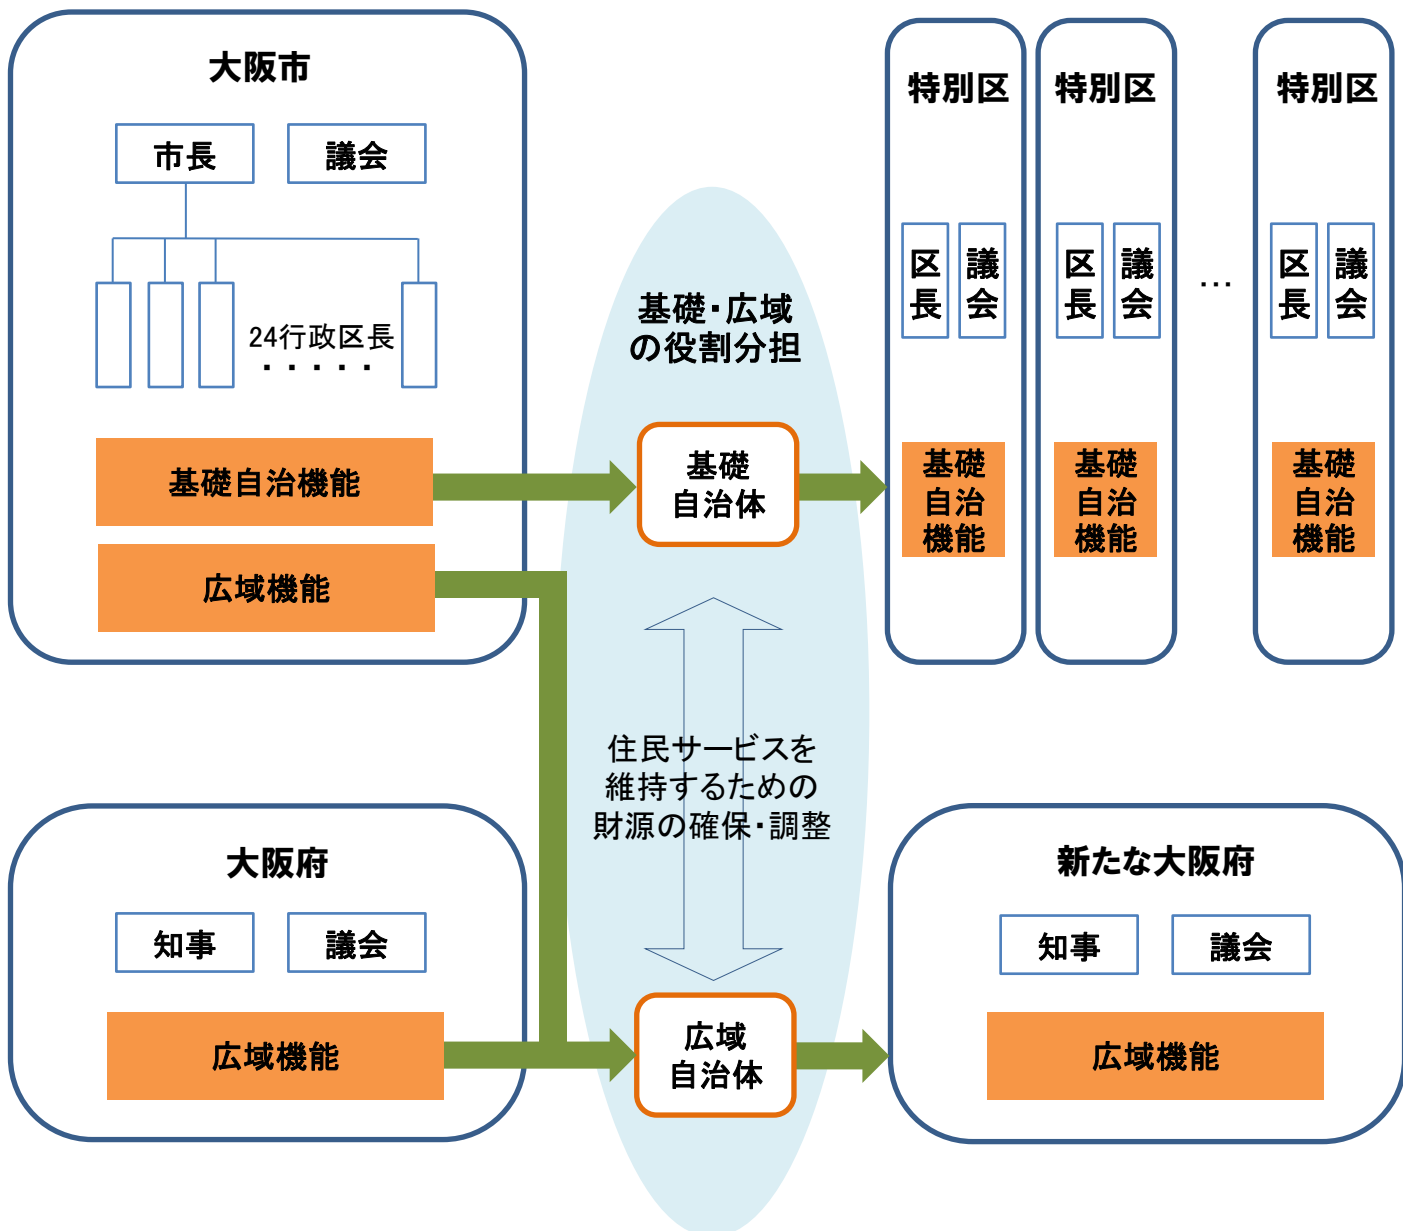 大阪市
市長
議会
24行政区長
・・・・・
基礎自治機能
広域機能
大阪府
知事
議会
広域機能
基礎・広域
の役割分担
基礎
自治体
住民サービスを
維持するための
財源の確保・調整
広域
自治体
特別区
区長
議会
基礎
自治
機能
特別区
区長
議会
基礎
自治
機能
…
特別区
区長
議会
基礎
自治
機能
新たな大阪府
知事
議会
広域機能